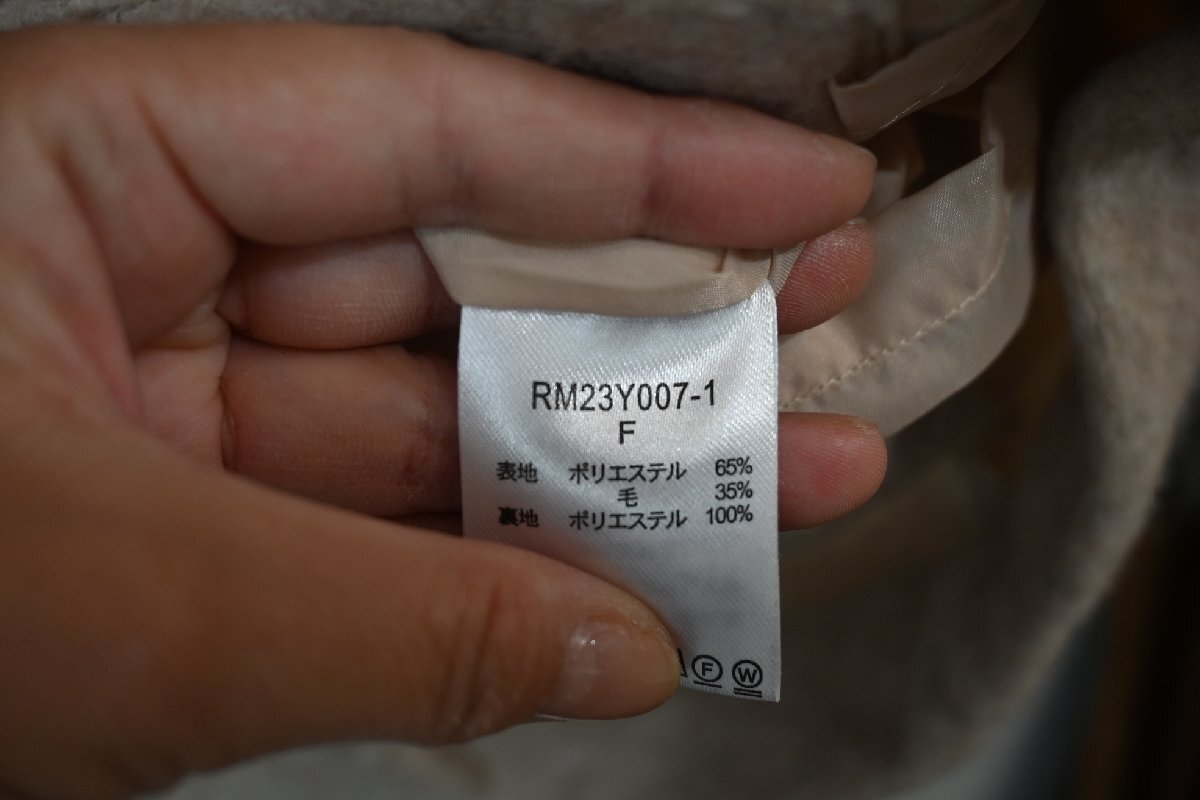 RM23Y007-1
F
表地 ポリエステル 65%
毛 35%
裏地 ポリエステル 100%
F W